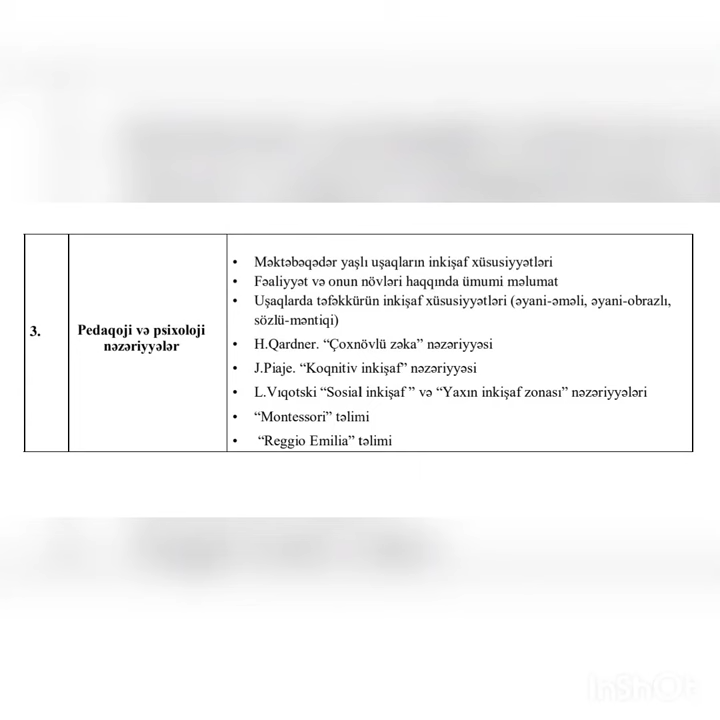 3.
Pedaqoji və psixoloji
nəzəriyyələr
• Məktəbəqədər yaşlı uşaqların inkişaf xüsusiyyətləri
• Fəaliyyət və onun növləri haqqında ümumi məlumat
• Uşaqlarda təfəkkürün inkişaf xüsusiyyətləri (əyani-əməli, əyani-obrazlı,
sözlü-məntiqi)
• H.Qardner. “Çoxnövlü zəka” nəzəriyyəsi
• J.Piaje. “Koqnitiv inkişaf” nəzəriyyəsi
• L.Vıqotski “Sosial inkişaf ” və “Yaxın inkişaf zonası” nəzəriyyələri
• “Montessori” təlimi
• “Reggio Emilia” təlimi
InShOt